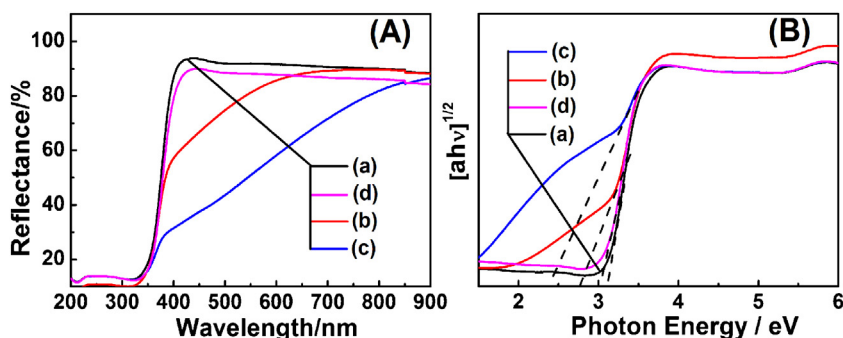 (A)
Reflectance/%
100
80
60
40
20
(a)
(d)
(b)
(c)
200 300 400 500 600 700 800 900
Wavelength/nm
(B)
[ahν]1/2
(c)
(b)
(d)
(a)
2 3 4 5 6
Photon Energy / eV